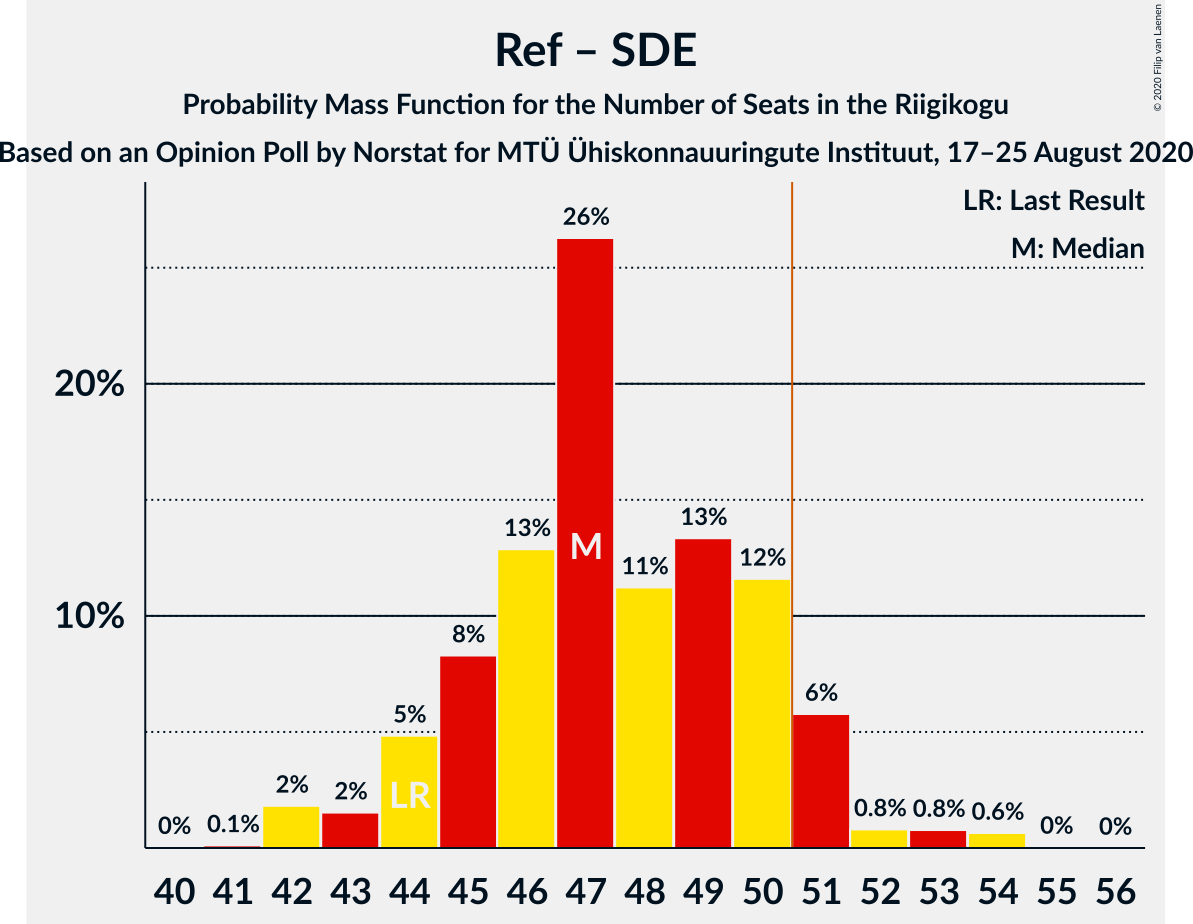 Ref – SDE
Probability Mass Function for the Number of Seats in the Riigikogu
Based on an Opinion Poll by Norstat for MTÜ Ühiskonnauuringute Instituut, 17–25 August 2020
© 2020 Filip van Laenen
LR: Last Result
M: Median
26%
20%
13%
M
13%
11%
12%
10%
8%
6%
5%
LR
2%
2%
0%
0.1%
0.8%
0.8%
0.6%
0%
0%
40 41 42 43 44 45 46 47 48 49 50 51 52 53 54 55 56